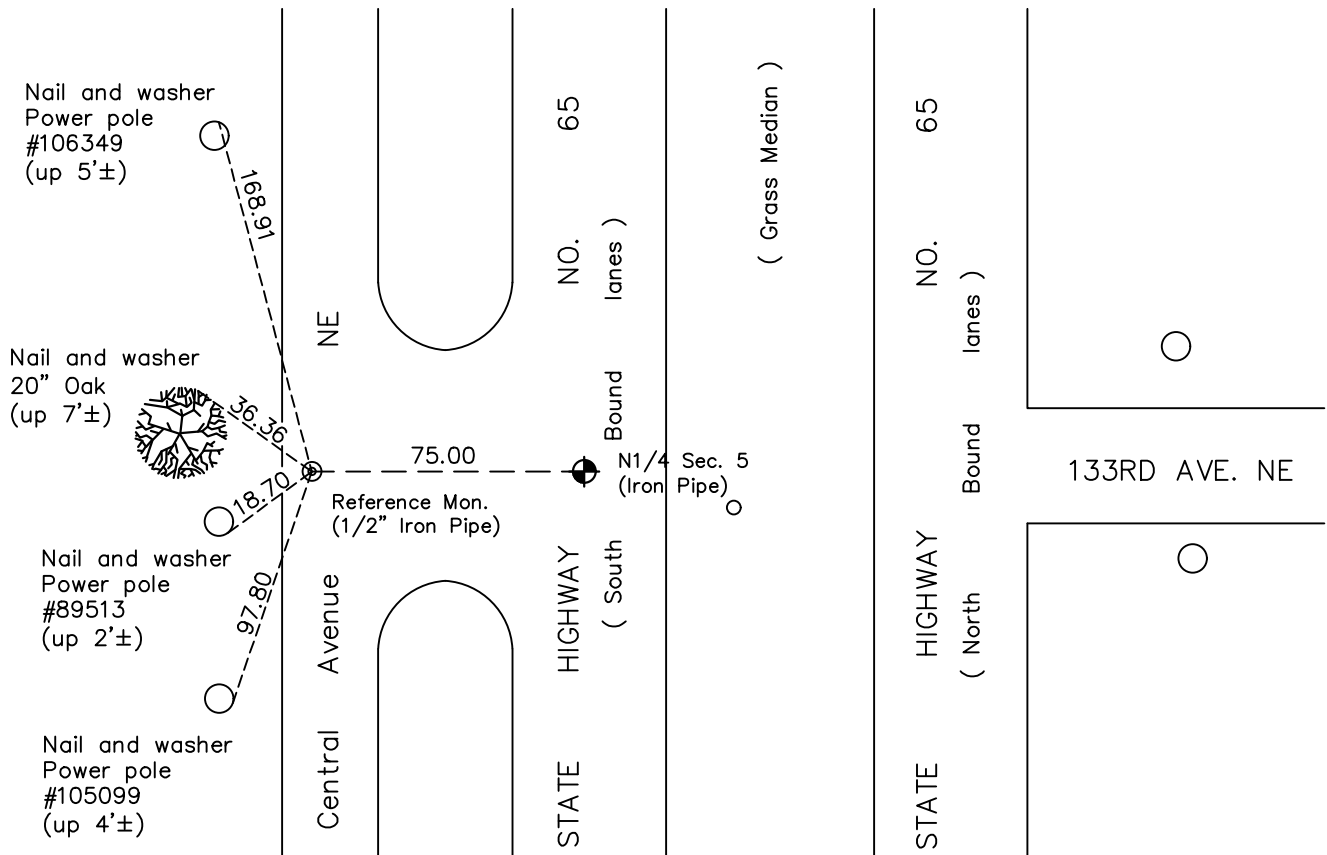 Nail and washer
Power pole
#106349
(up 5'±)
168.91
Nail and washer
20" Oak
(up 7'±)
36.36
18.70
97.80
Nail and washer
Power pole
#89513
(up 2'±)
Nail and washer
Power pole
#105099
(up 4'±)
Central Avenue NE
Reference Mon.
(1/2" Iron Pipe)
75.00
N1/4 Sec. 5
(Iron Pipe)
STATE HIGHWAY NO. 65
( South Bound lanes )
( Grass Median )
STATE HIGHWAY NO. 65
( North Bound lanes )
133RD AVE. NE